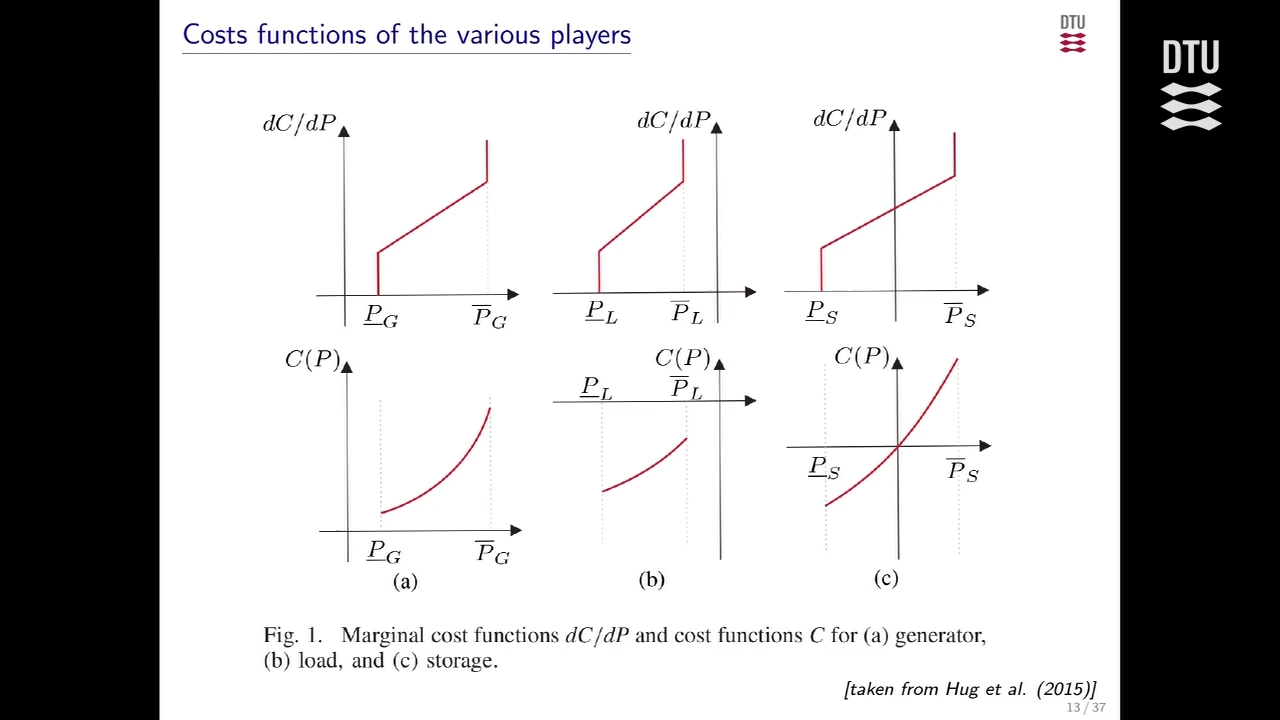 Costs functions of the various players
DTU
DTU
dC/dP
dC/dP
dC/dP
P_G
P̅_G
P_L
P̅_L
P_S
P̅_S
C(P)
C(P)
C(P)
P_L
P̅_L
P_S
P̅_S
P_G
P̅_G
(a)
(b)
(c)
Fig. 1. Marginal cost functions dC/dP and cost functions C for (a) generator,
(b) load, and (c) storage.
[taken from Hug et al. (2015)]
13 / 37